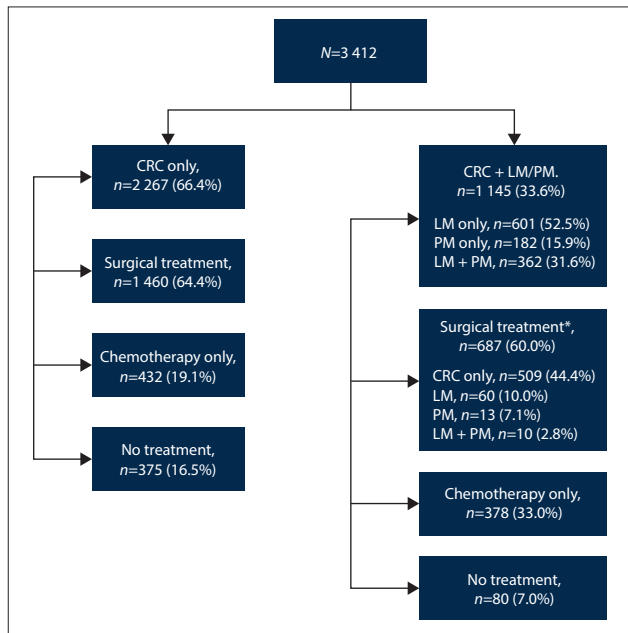 N=3 412
CRC only,
n=2 267 (66.4%)
Surgical treatment,
n=1 460 (64.4%)
Chemotherapy only,
n=432 (19.1%)
No treatment,
n=375 (16.5%)
CRC + LM/PM.
n=1 145 (33.6%)
LM only, n=601 (52.5%)
PM only, n=182 (15.9%)
LM + PM, n=362 (31.6%)
Surgical treatment*,
n=687 (60.0%)
CRC only, n=509 (44.4%)
LM, n=60 (10.0%)
PM, n=13 (7.1%)
LM + PM, n=10 (2.8%)
Chemotherapy only,
n=378 (33.0%)
No treatment,
n=80 (7.0%)